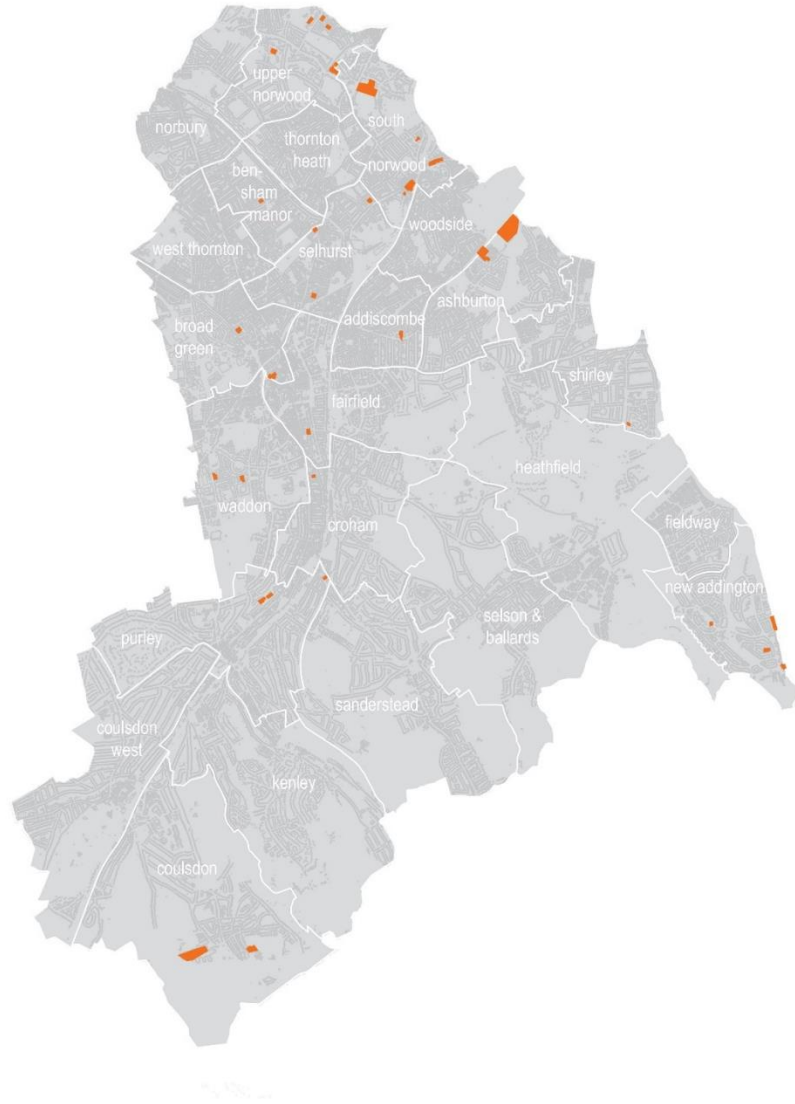 upper
norwood
south
norwood
norbury
thornton
heath
ben-
sham
manor
woodside
west thornton
selhurst
ashburton
addiscombe
broad
green
shirley
fairfield
heathfield
waddon
croham
fieldway
new addington
selson &
ballards
purley
sanderstead
coulsdon
west
kenley
coulsdon